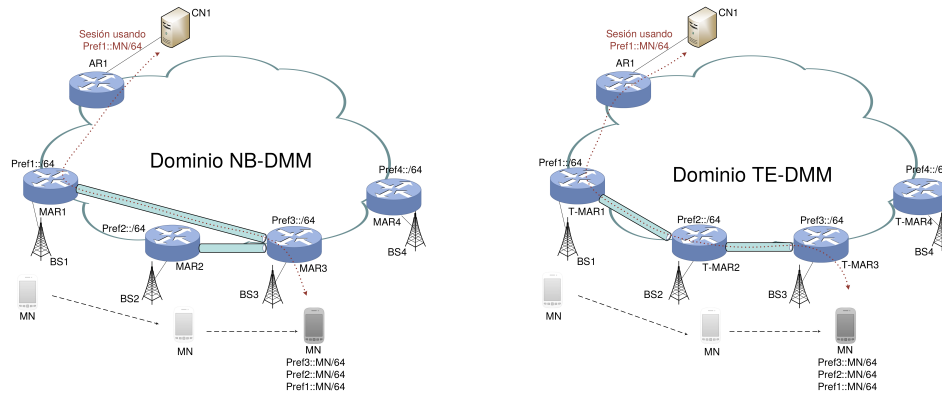 CN1
Sesión usando
Pref1::MN/64
AR1
Dominio NB-DMM
Pref1::/64
MAR1
Pref2::/64
MAR2
Pref3::/64
MAR3
Pref4::/64
MAR4
BS1
BS2
BS3
BS4
MN
MN
MN
Pref3::MN/64
Pref2::MN/64
Pref1::MN/64
CN1
Sesión usando
Pref1::MN/64
AR1
Dominio TE-DMM
Pref1::/64
T-MAR1
Pref2::/64
T-MAR2
Pref3::/64
T-MAR3
Pref4::/6
T-MAR4
BS1
BS2
BS3
BS4
MN
MN
MN
Pref3::MN/64
Pref2::MN/64
Pref1::MN/64